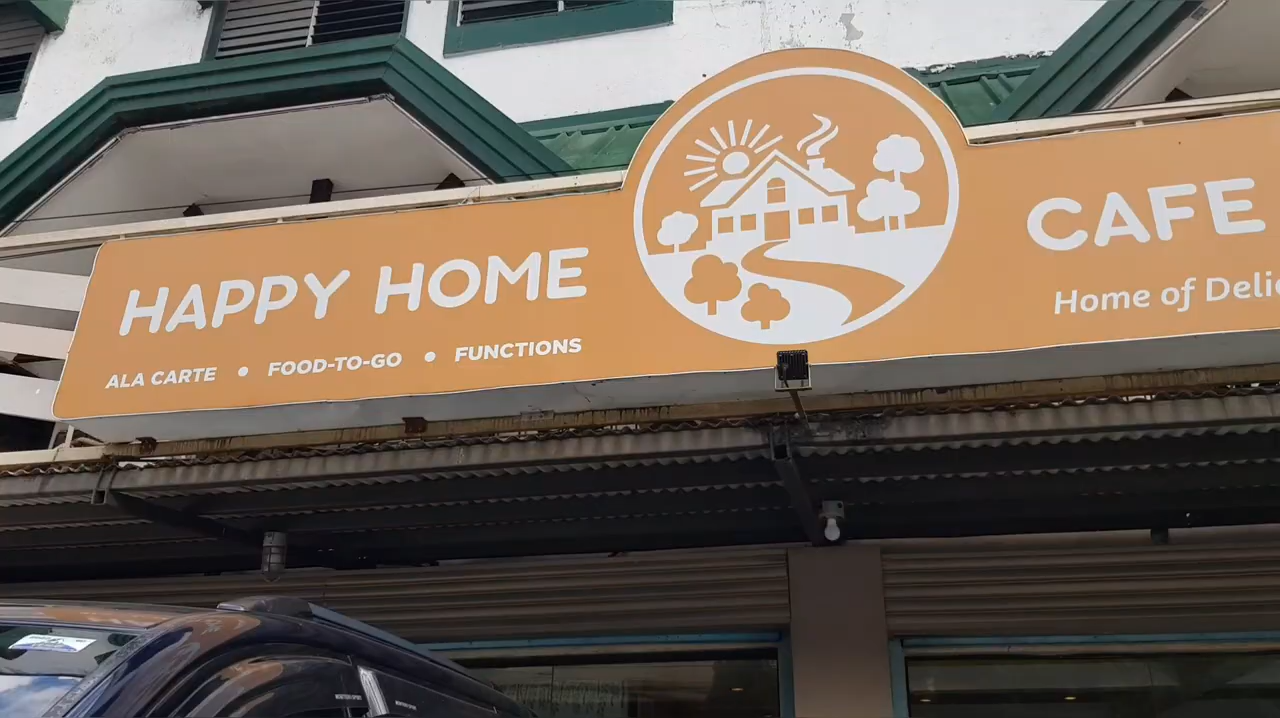 HAPPY HOME
ALA CARTE • FOOD-TO-GO • FUNCTIONS
CAFE
Home of